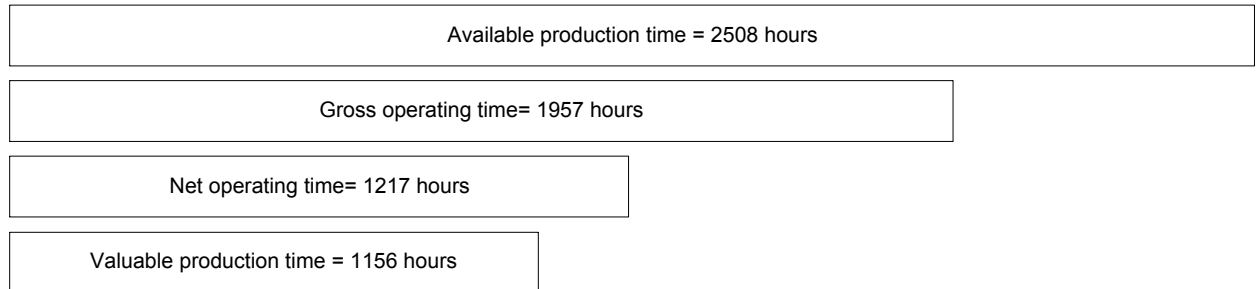 Available production time = 2508 hours
Gross operating time= 1957 hours
Net operating time= 1217 hours
Valuable production time = 1156 hours